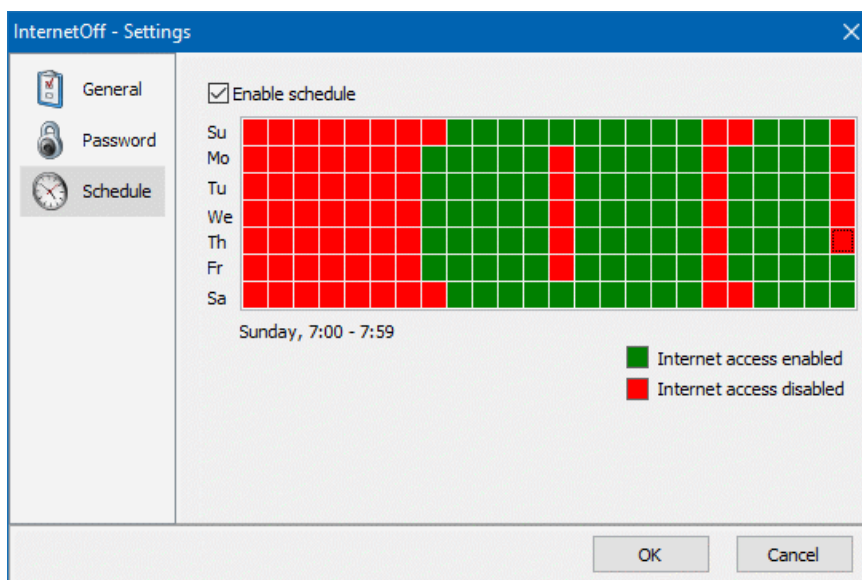 InternetOff - Settings
General
Password
Schedule
Enable schedule
Su
Mo
Tu
We
Th
Fr
Sa
Sunday, 7:00 - 7:59
Internet access enabled
Internet access disabled
OK
Cancel